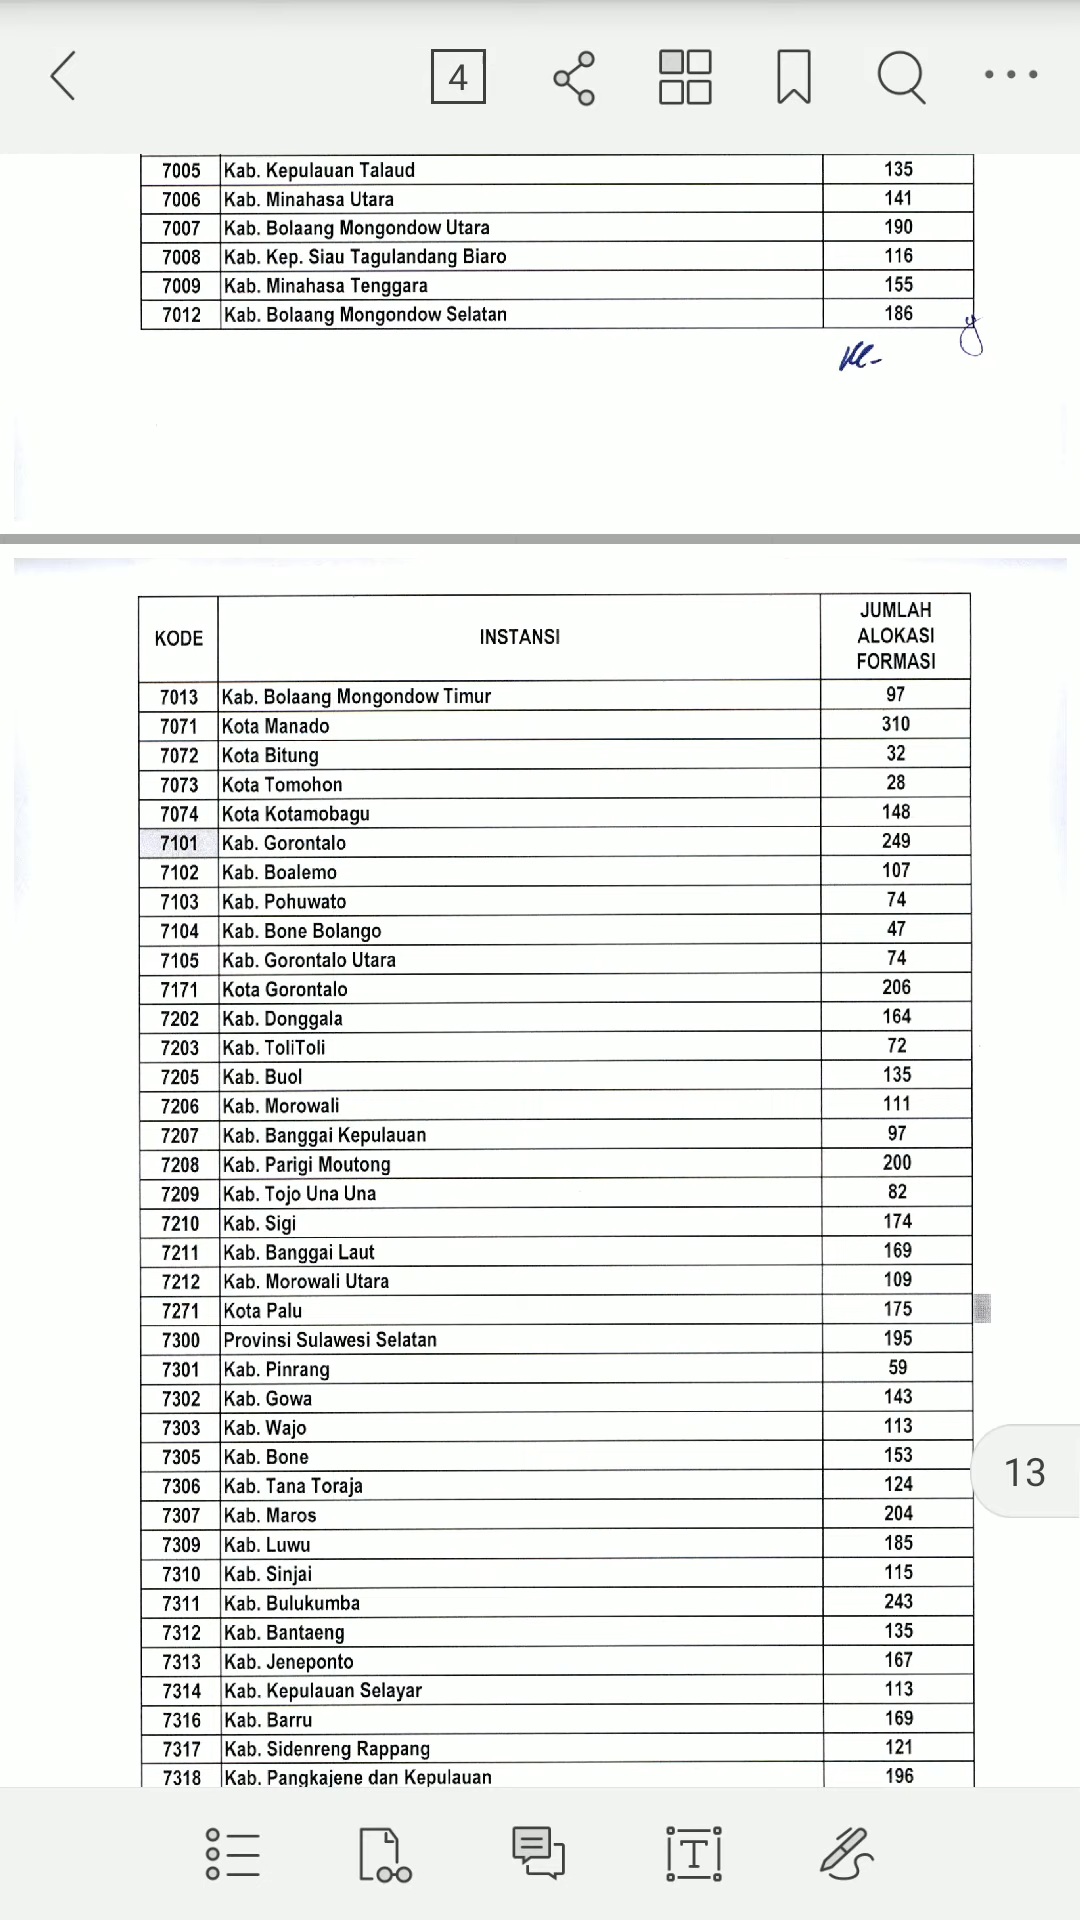 4
7005 Kab. Kepulauan Talaud 135
7006 Kab. Minahasa Utara 141
7007 Kab. Bolaang Mongondow Utara 190
7008 Kab. Kep. Siau Tagulandang Biaro 116
7009 Kab. Minahasa Tenggara 155
7012 Kab. Bolaang Mongondow Selatan 186
KODE INSTANSI JUMLAH ALOKASI FORMASI
7013 Kab. Bolaang Mongondow Timur 97
7071 Kota Manado 310
7072 Kota Bitung 32
7073 Kota Tomohon 28
7074 Kota Kotamobagu 148
7101 Kab. Gorontalo 249
7102 Kab. Boalemo 107
7103 Kab. Pohuwato 74
7104 Kab. Bone Bolango 47
7105 Kab. Gorontalo Utara 74
7171 Kota Gorontalo 206
7202 Kab. Donggala 164
7203 Kab. ToliToli 72
7205 Kab. Buol 135
7206 Kab. Morowali 111
7207 Kab. Banggai Kepulauan 97
7208 Kab. Parigi Moutong 200
7209 Kab. Tojo Una Una 82
7210 Kab. Sigi 174
7211 Kab. Banggai Laut 169
7212 Kab. Morowali Utara 109
7271 Kota Palu 175
7300 Provinsi Sulawesi Selatan 195
7301 Kab. Pinrang 59
7302 Kab. Gowa 143
7303 Kab. Wajo 113
7305 Kab. Bone 153
7306 Kab. Tana Toraja 124
7307 Kab. Maros 204
7309 Kab. Luwu 185
7310 Kab. Sinjai 115
7311 Kab. Bulukumba 243
7312 Kab. Bantaeng 135
7313 Kab. Jeneponto 167
7314 Kab. Kepulauan Selayar 113
7316 Kab. Barru 169
7317 Kab. Sidenreng Rappang 121
7318 Kab. Pangkajene dan Kepulauan 196
13
T